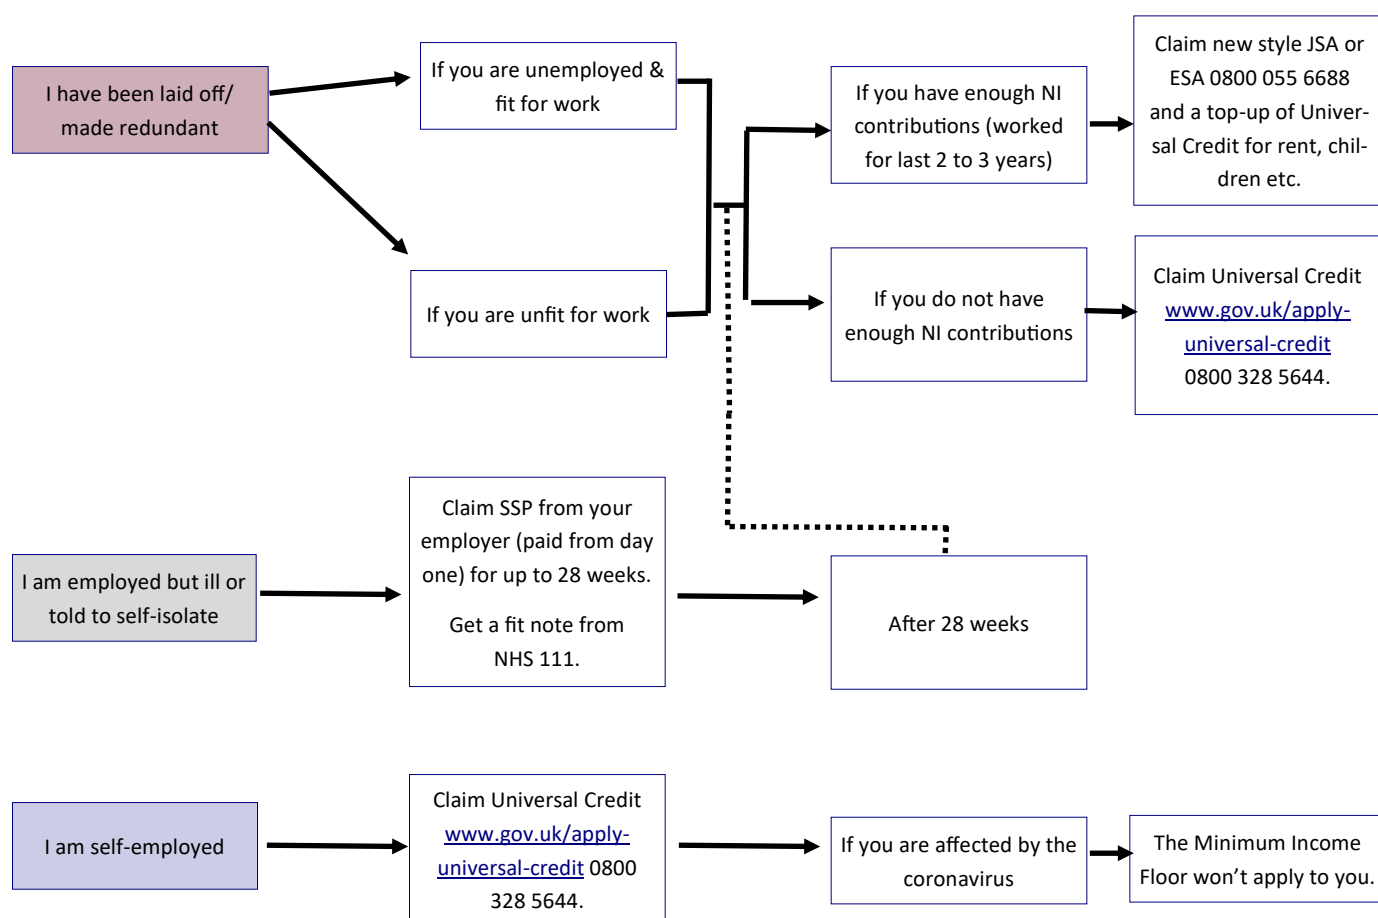 I have been laid off/
made redundant
If you are unemployed &
fit for work
If you are unfit for work
If you have enough NI
contributions (worked
for last 2 to 3 years)
Claim new style JSA or
ESA 0800 055 6688
and a top-up of Univer-
sal Credit for rent, chil-
dren etc.
If you do not have
enough NI contributions
Claim Universal Credit
www.gov.uk/apply-
universal-credit
0800 328 5644.
I am employed but ill or
told to self-isolate
Claim SSP from your
employer (paid from day
one) for up to 28 weeks.
Get a fit note from
NHS 111.
After 28 weeks
I am self-employed
Claim Universal Credit
www.gov.uk/apply-
universal-credit 0800
328 5644.
If you are affected by the
coronavirus
The Minimum Income
Floor won’t apply to you.